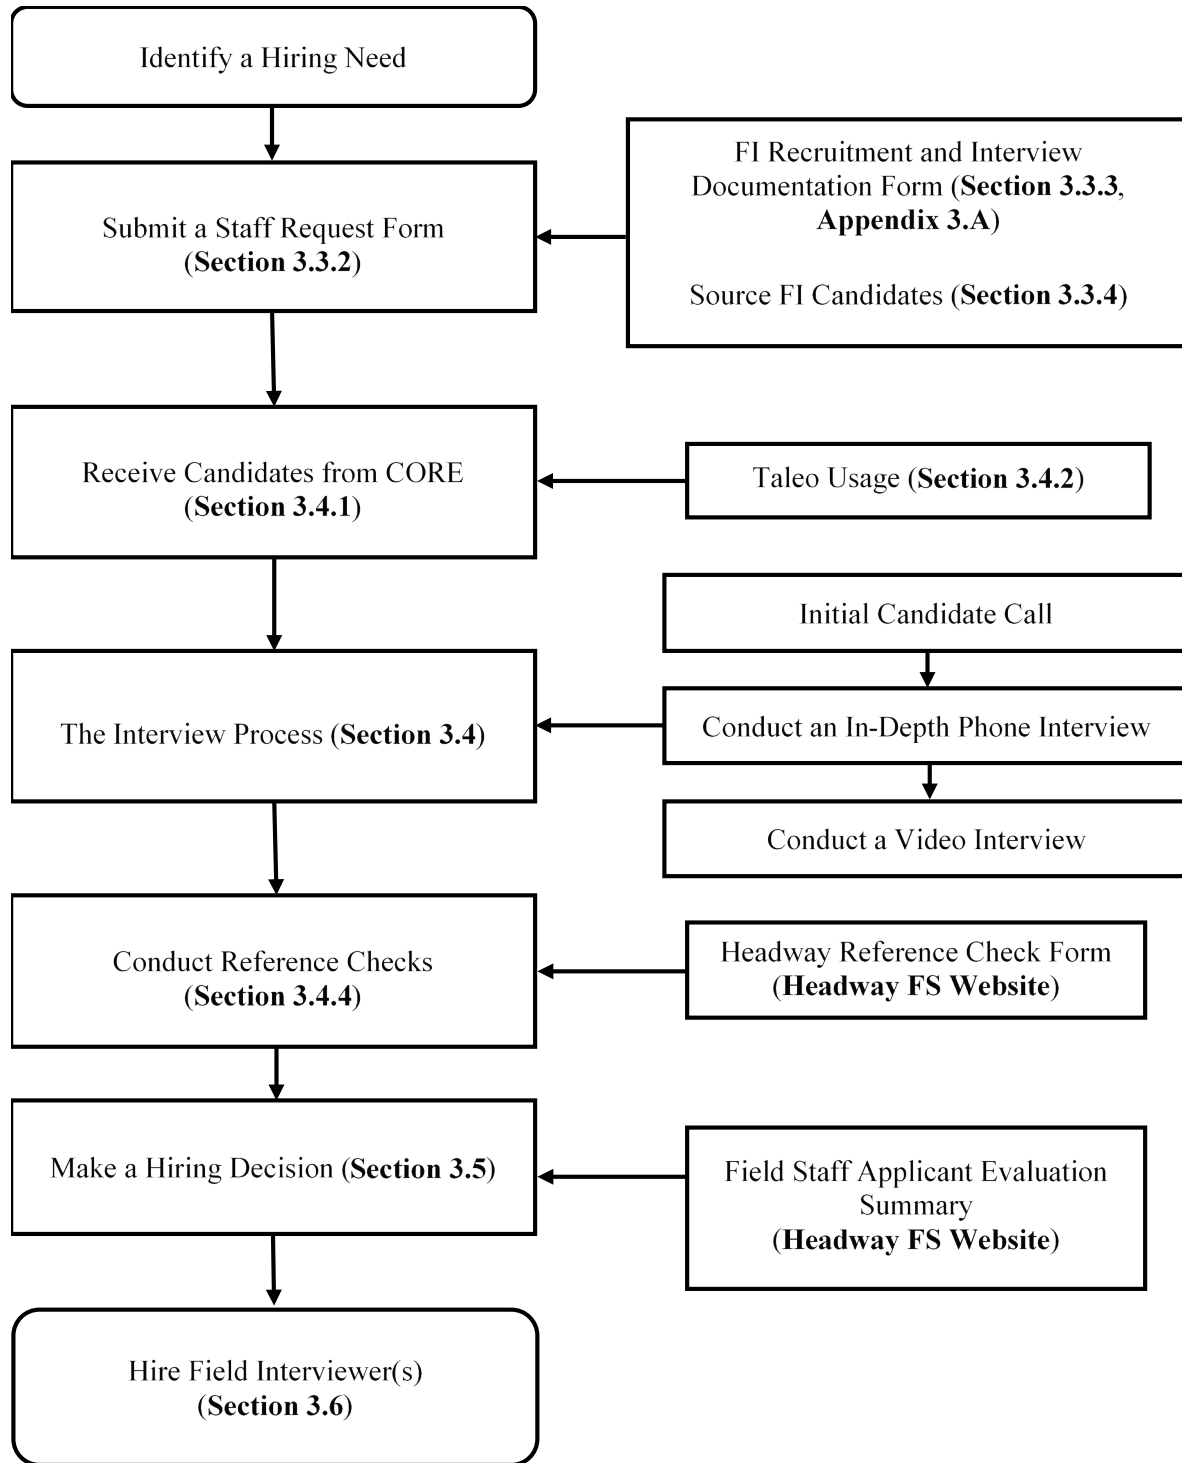 Identify a Hiring Need
Submit a Staff Request Form
(Section 3.3.2)
FI Recruitment and Interview
Documentation Form (Section 3.3.3,
Appendix 3.A)
Source FI Candidates (Section 3.3.4)
Receive Candidates from CORE
(Section 3.4.1)
Taleo Usage (Section 3.4.2)
Initial Candidate Call
The Interview Process (Section 3.4)
Conduct an In-Depth Phone Interview
Conduct a Video Interview
Conduct Reference Checks
(Section 3.4.4)
Headway Reference Check Form
(Headway FS Website)
Make a Hiring Decision (Section 3.5)
Field Staff Applicant Evaluation
Summary
(Headway FS Website)
Hire Field Interviewer(s)
(Section 3.6)